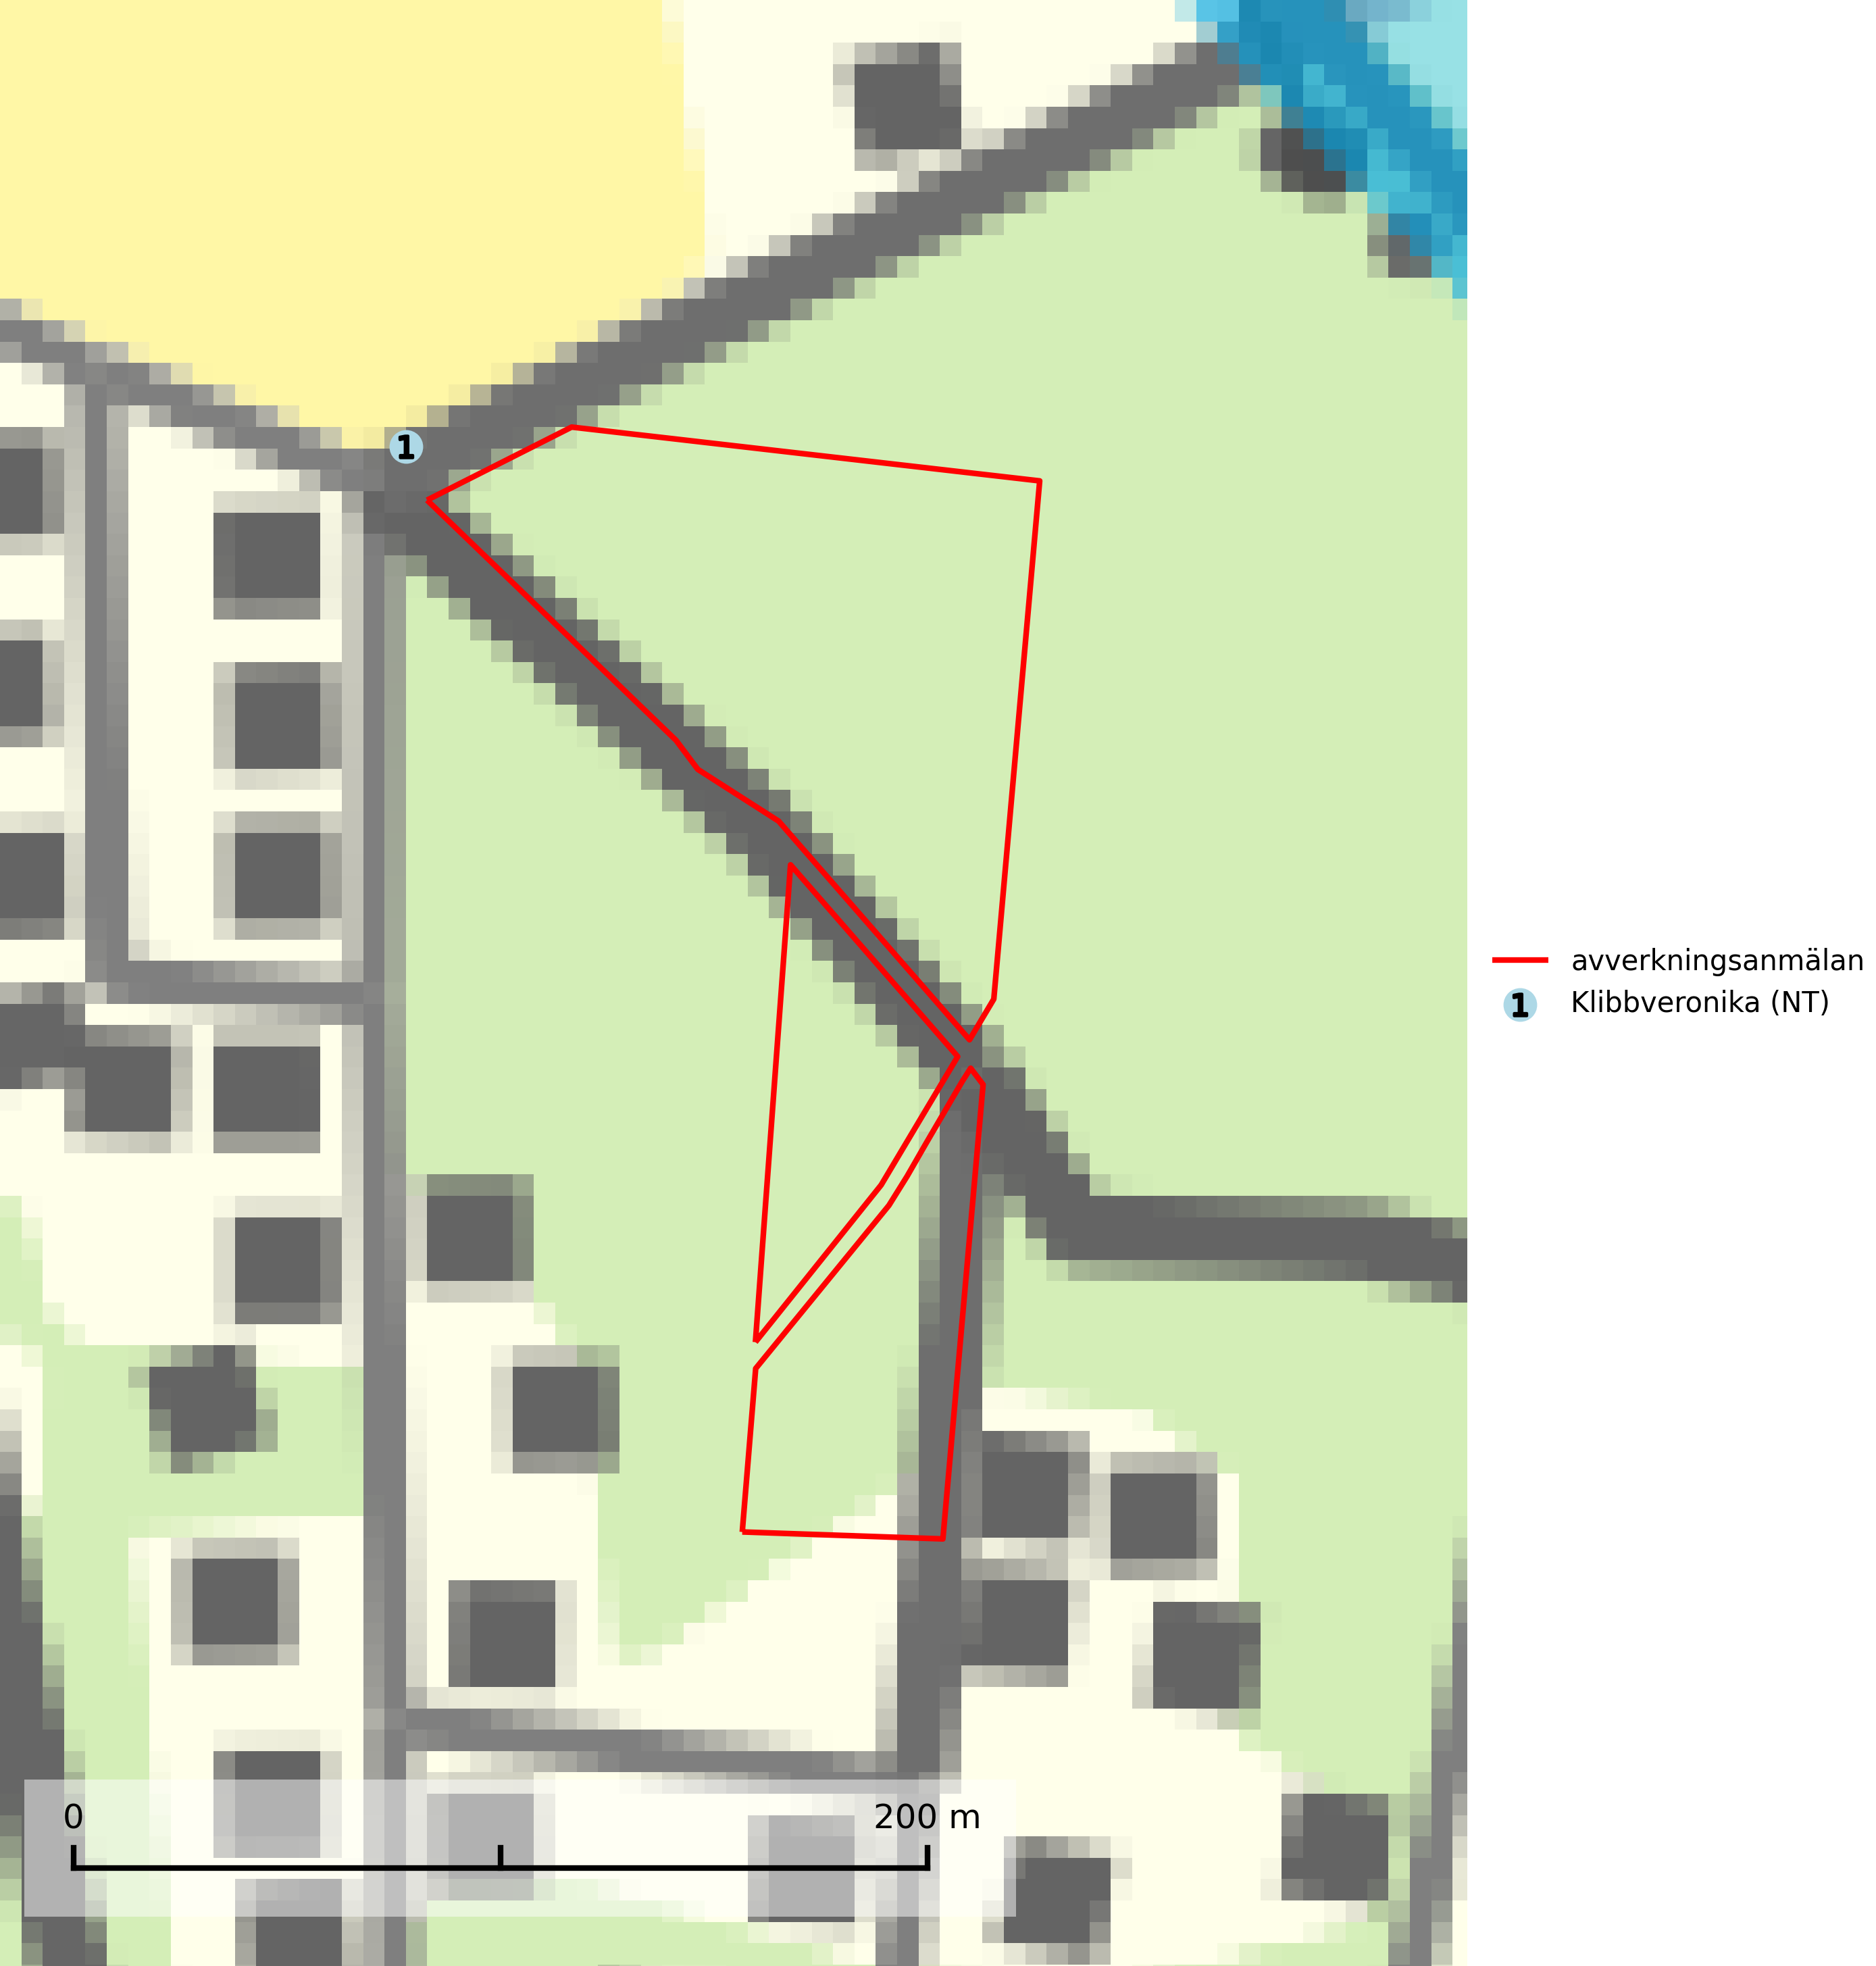 1
avverkningsanmälan
1 Klibbveronika (NT)
0 200 m